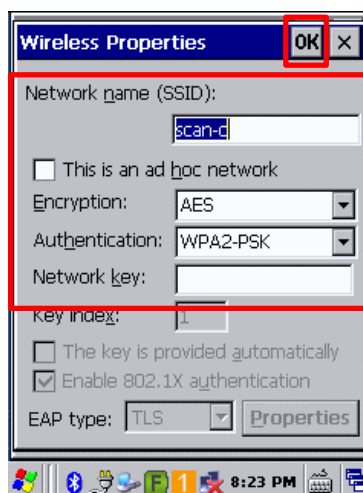 Wireless Properties OK ×
Network name (SSID):
scan-c
This is an ad hoc network
Encryption: AES
Authentication: WPA2-PSK
Network key:
Key index: 1
The key is provided automatically
Enable 802.1X authentication
EAP type: TLS Properties
F 1 8:23 PM